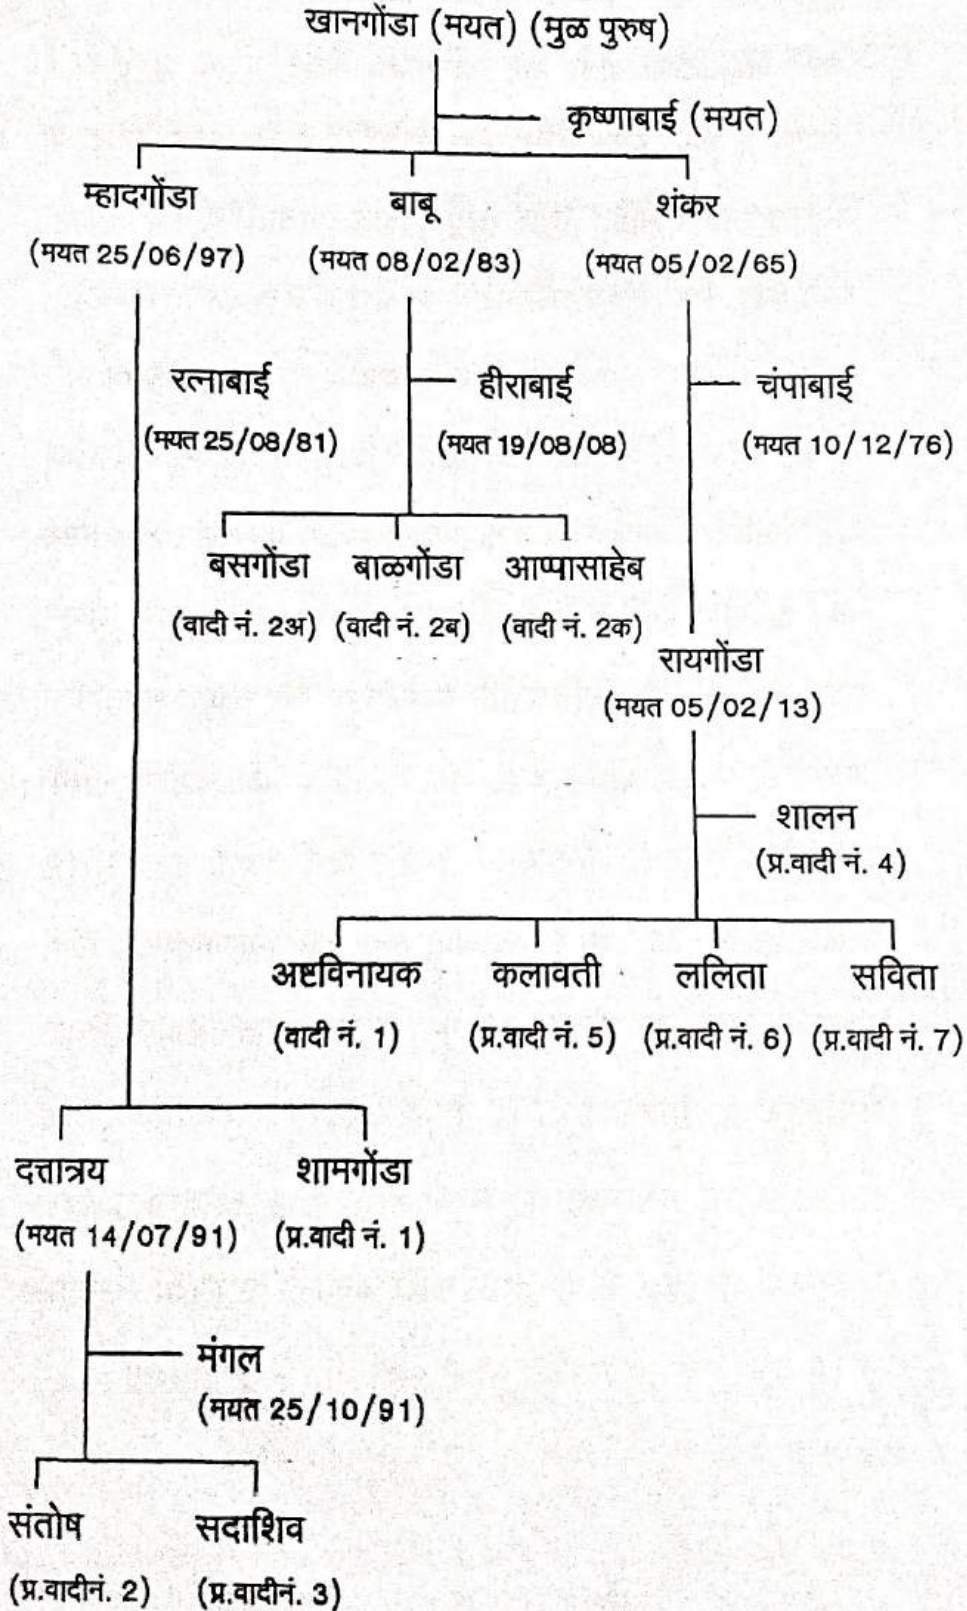 खानगोंडा (मयत) (मुळ पुरुष)
कृष्णाबाई (मयत)
म्हादगोंडा बाबू शंकर
(मयत 25/06/97) (मयत 08/02/83) (मयत 05/02/65)
रत्नाबाई हीराबाई चंपाबाई
(मयत 25/08/81) (मयत 19/08/08) (मयत 10/12/76)
बसगोंडा बाळगोंडा आप्पासाहेब
(वादी नं. 2अ) (वादी नं. 2ब) (वादी नं. 2क)
रायगोंडा
(मयत 05/02/13)
शालन
(प्र.वादी नं. 4)
अष्टविनायक कलावती ललिता सविता
(वादी नं. 1) (प्र.वादी नं. 5) (प्र.वादी नं. 6) (प्र.वादी नं. 7)
दत्तात्रय शामगोंडा
(मयत 14/07/91) (प्र.वादी नं. 1)
मंगल
(मयत 25/10/91)
संतोष सदाशिव
(प्र.वादीनं. 2) (प्र.वादीनं. 3)